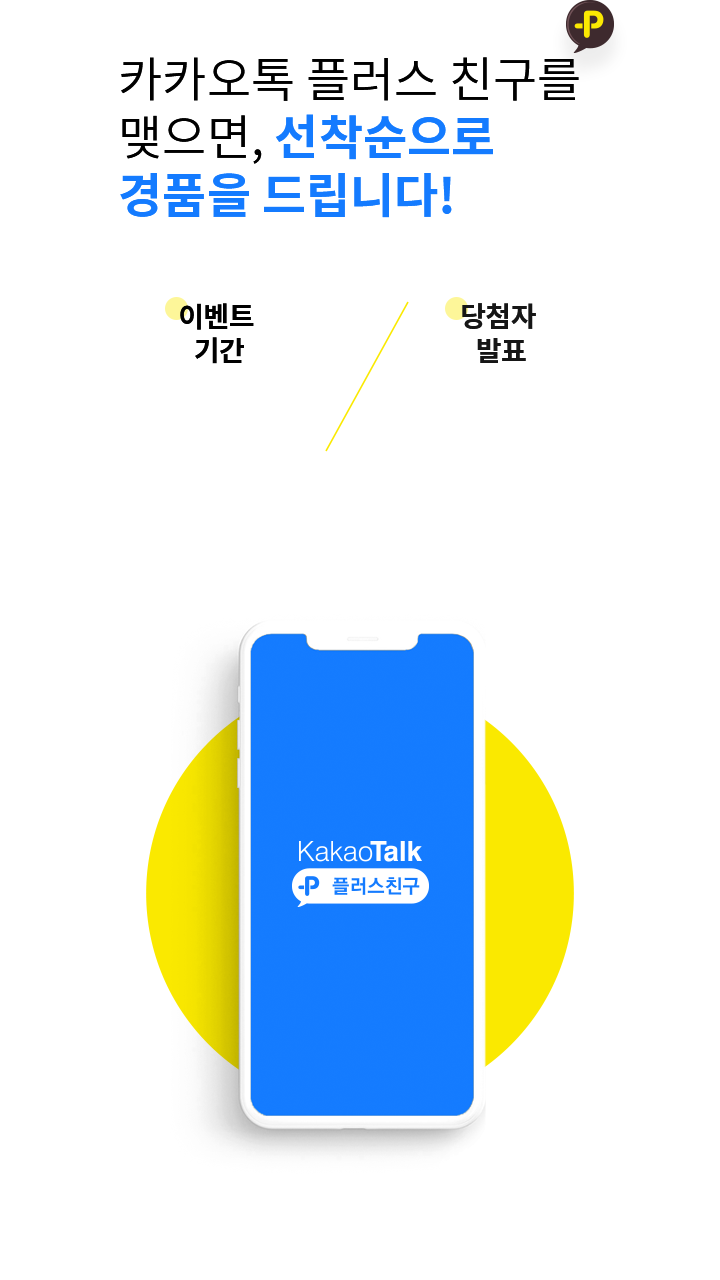 카카오톡 플러스 친구를
맺으면, 선착순으로
경품을 드립니다!
이벤트
기간
당첨자
발표
KakaoTalk
플러스친구